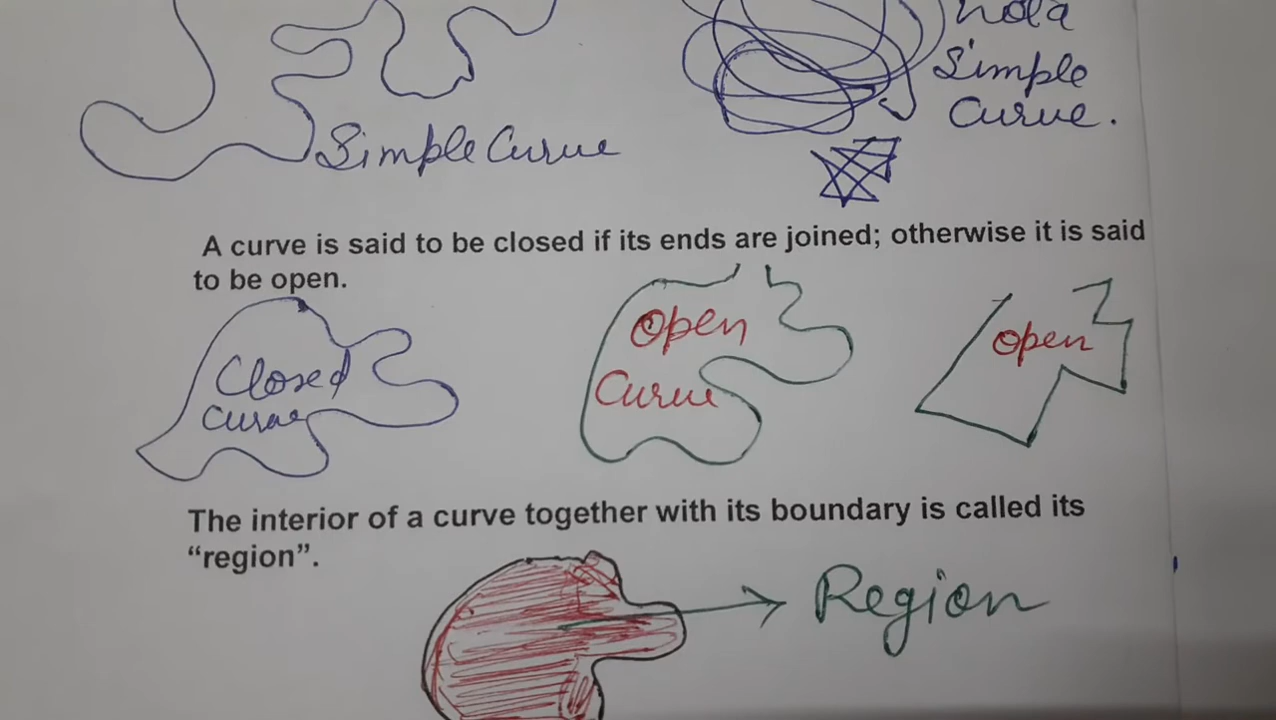 not a
Simple
Curve.
Simple Curve
A curve is said to be closed if its ends are joined; otherwise it is said
to be open.
Closed
Curve
Open
Curve
Open
The interior of a curve together with its boundary is called its
“region”.
Region